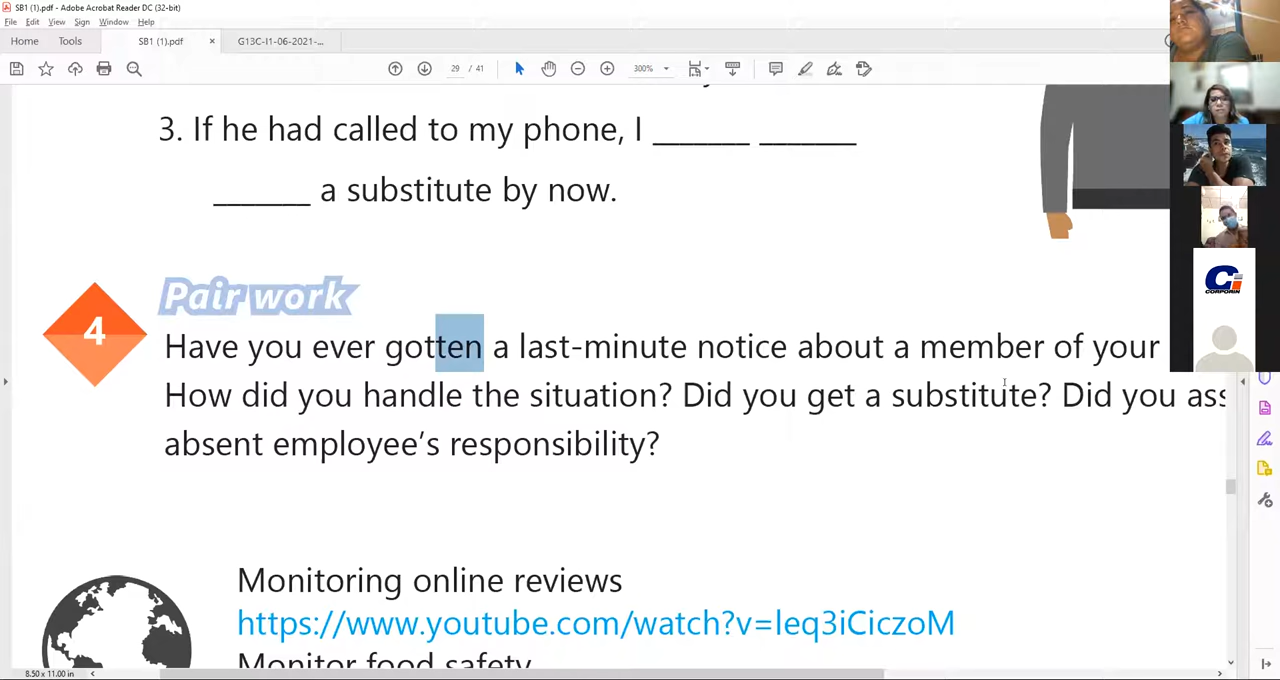 SB1 (1).pdf - Adobe Acrobat Reader DC (32-bit)
File Edit View Sign Window Help
Home Tools SB1 (1).pdf × G13C-I1-06-2021-...
29 / 41 300%
3. If he had called to my phone, I _______ _______
_______ a substitute by now.
Pair work
4
Have you ever gotten a last-minute notice about a member of your
How did you handle the situation? Did you get a substitute? Did you ass
absent employee’s responsibility?
Monitoring online reviews
https://www.youtube.com/watch?v=leq3iCiczoM
Monitor food safety
8.50 x 11.00 in
Ci
CORPORIN